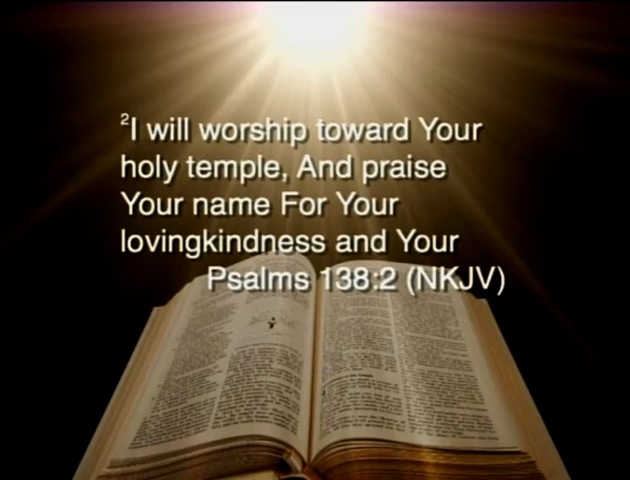 ²I will worship toward Your
holy temple, And praise
Your name For Your
lovingkindness and Your
Psalms 138:2 (NKJV)